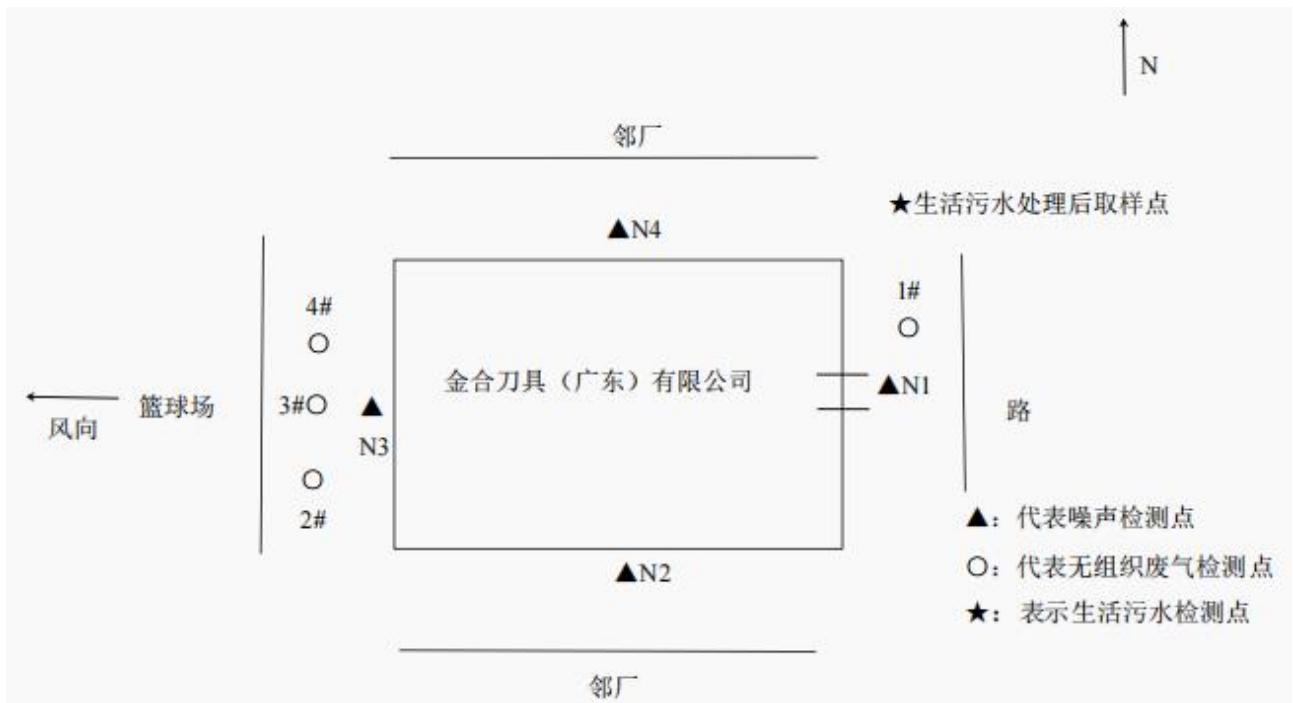 N
邻厂
★生活污水处理后取样点
▲N4
4#
1#
金合刀具（广东）有限公司
▲N1
篮球场
3#
风向
N3
路
2#
▲：代表噪声检测点
▲N2
○：代表无组织废气检测点
★：表示生活污水检测点
邻厂